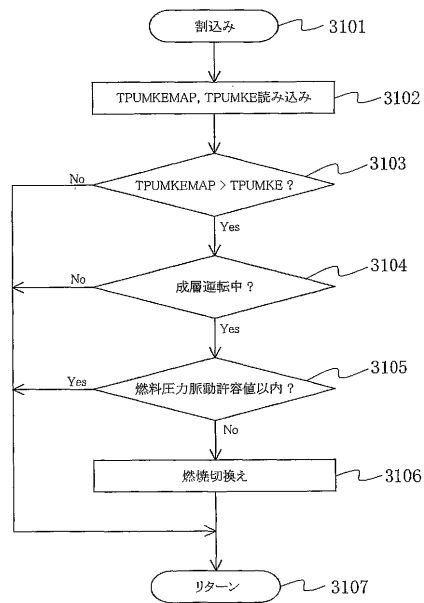 割込み
3101
TPUMKEMAP, TPUMKE読み込み
3102
3103
TPUMKEMAP > TPUMKE ?
No
Yes
3104
成層運転中 ?
No
Yes
3105
燃料圧力脈動許容値以内 ?
Yes
No
燃焼切換え
3106
リターン
3107